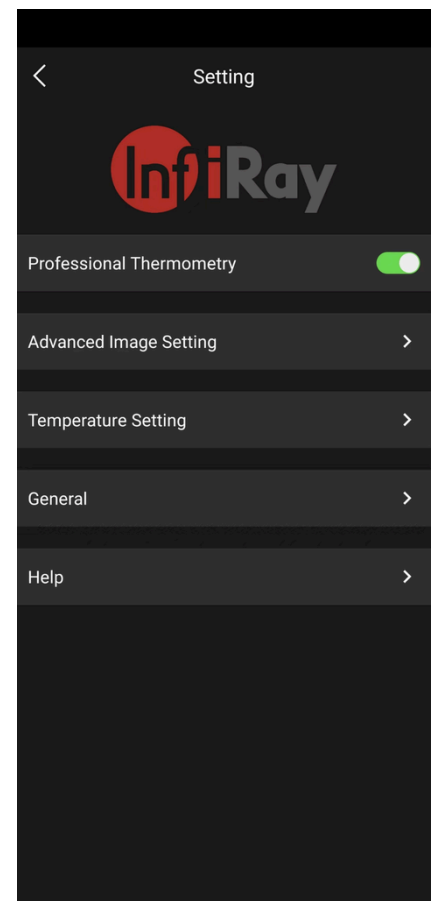 Setting
InfiRay
Professional Thermometry
Advanced Image Setting
Temperature Setting
General
Help